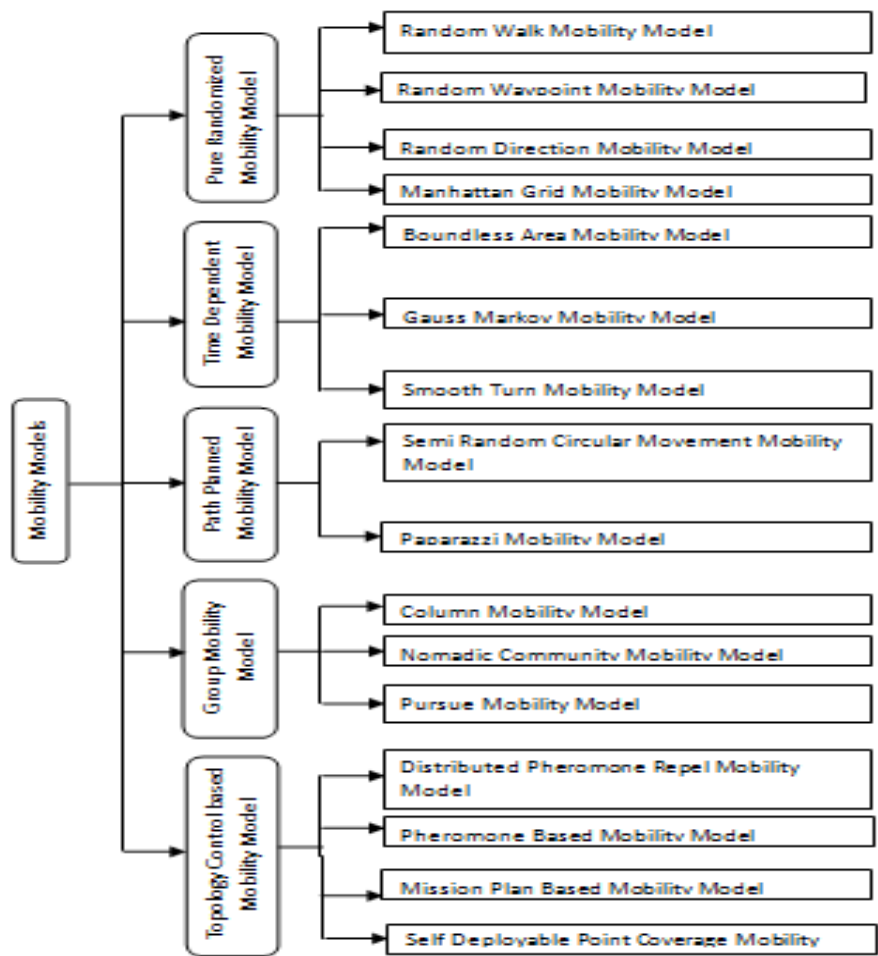 Mobility Models
Pure Randomized
Mobility Model
Random Walk Mobility Model
Random Waypoint Mobility Model
Random Direction Mobility Model
Manhattan Grid Mobility Model
Time Dependent
Mobility Model
Boundless Area Mobility Model
Gauss Markov Mobility Model
Smooth Turn Mobility Model
Path Planned
Mobility Model
Semi Random Circular Movement Mobility
Model
Paparazzi Mobility Model
Group Mobility
Model
Column Mobility Model
Nomadic Community Mobility Model
Pursue Mobility Model
Topology Control based
Mobility Model
Distributed Pheromone Repel Mobility
Model
Pheromone Based Mobility Model
Mission Plan Based Mobility Model
Self Deployable Point Coverage Mobility